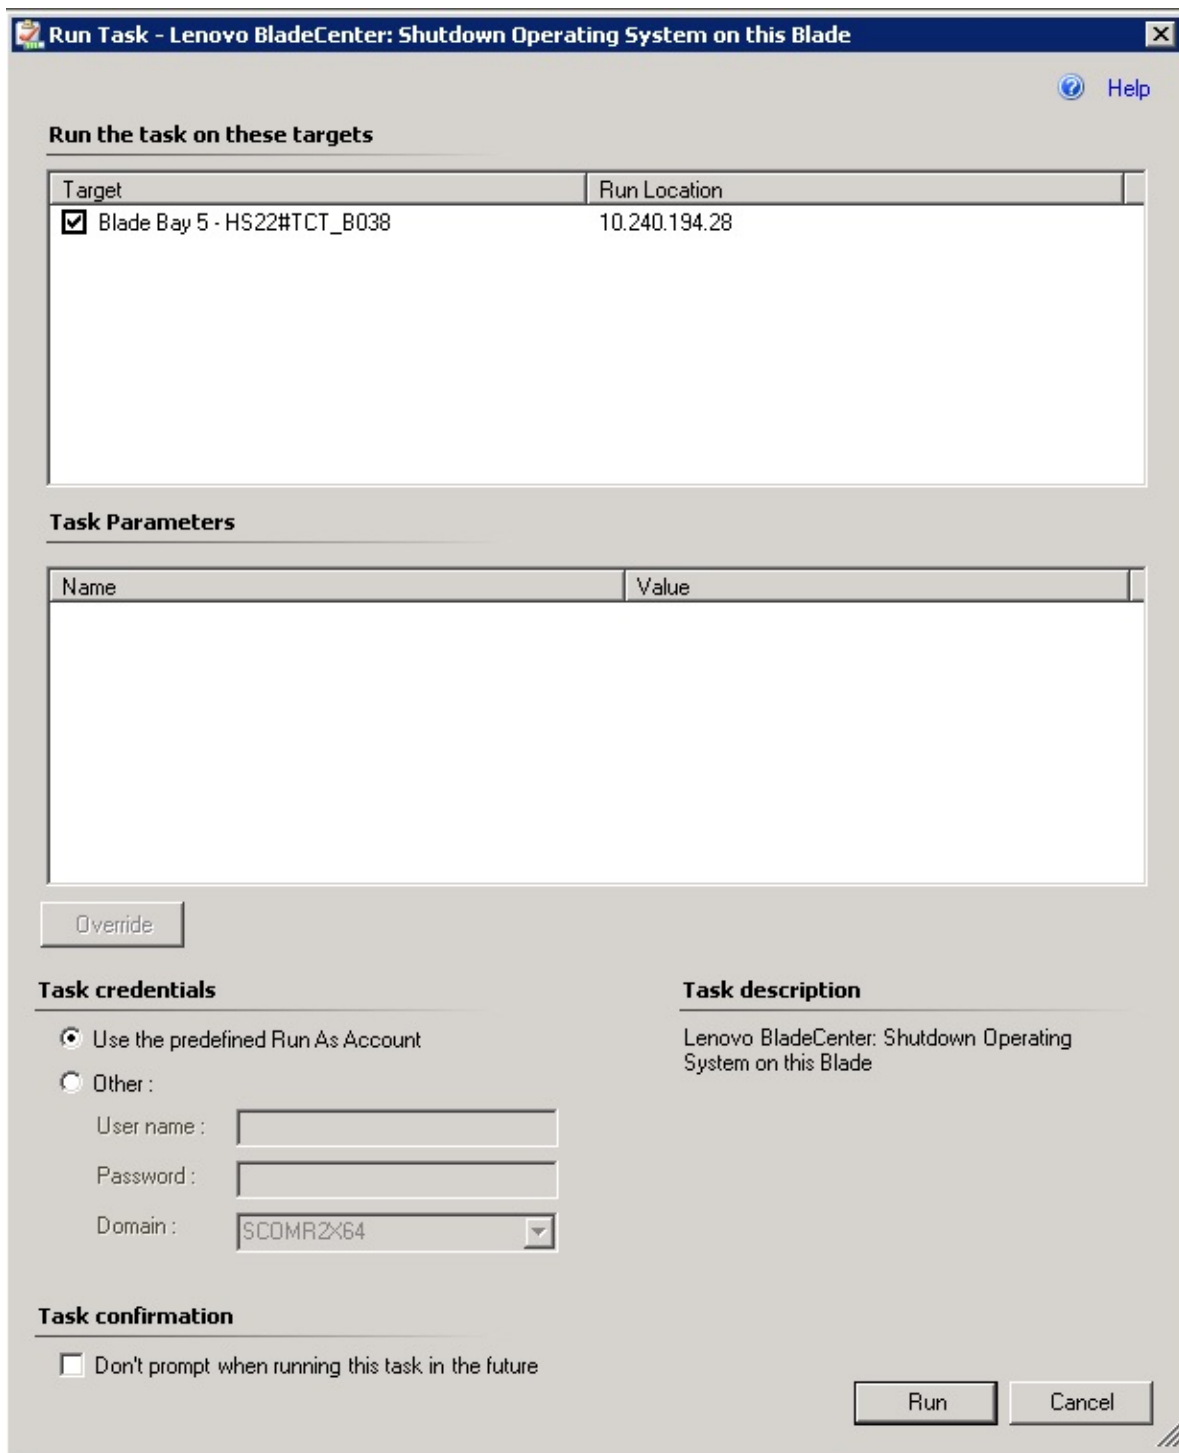 Run Task - Lenovo BladeCenter: Shutdown Operating System on this Blade
Help
Run the task on these targets
Target Run Location
Blade Bay 5 - HS22#TCT_B038 10.240.194.28
Task Parameters
Name Value
Override
Task credentials
Use the predefined Run As Account
Other :
User name :
Password :
Domain : SCOMR2X64
Task description
Lenovo BladeCenter: Shutdown Operating
System on this Blade
Task confirmation
Don't prompt when running this task in the future
Run Cancel